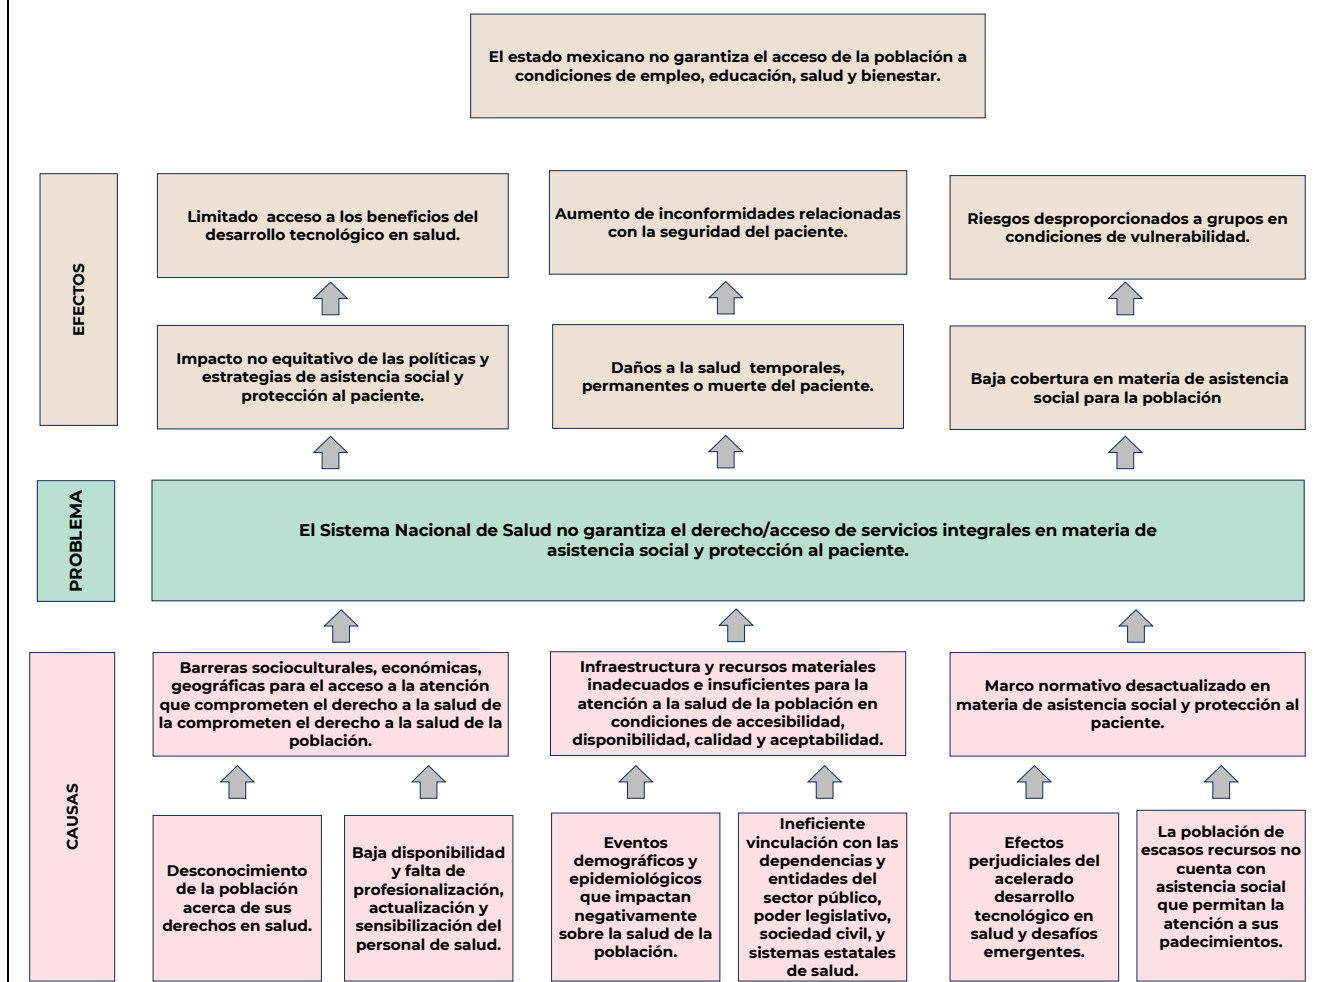 El estado mexicano no garantiza el acceso de la población a
condiciones de empleo, educación, salud y bienestar.
EFECTOS
Limitado acceso a los beneficios del
desarrollo tecnológico en salud.
Aumento de inconformidades relacionadas
con la seguridad del paciente.
Riesgos desproporcionados a grupos en
condiciones de vulnerabilidad.
Impacto no equitativo de las políticas y
estrategias de asistencia social y
protección al paciente.
Daños a la salud temporales,
permanentes o muerte del paciente.
Baja cobertura en materia de asistencia
social para la población
PROBLEMA
El Sistema Nacional de Salud no garantiza el derecho/acceso de servicios integrales en materia de
asistencia social y protección al paciente.
CAUSAS
Barreras socioculturales, económicas,
geográficas para el acceso a la atención
que comprometen el derecho a la salud de
la comprometen el derecho a la salud de la
población.
Infraestructura y recursos materiales
inadecuados e insuficientes para la
atención a la salud de la población en
condiciones de accesibilidad,
disponibilidad, calidad y aceptabilidad.
Marco normativo desactualizado en
materia de asistencia social y protección al
paciente.
Desconocimiento
de la población
acerca de sus
derechos en salud.
Baja disponibilidad
y falta de
profesionalización,
actualización y
sensibilización del
personal de salud.
Eventos
demográficos y
epidemiológicos
que impactan
negativamente
sobre la salud de la
población.
Ineficiente
vinculación con las
dependencias y
entidades del
sector público,
poder legislativo,
sociedad civil, y
sistemas estatales
de salud.
Efectos
perjudiciales del
acelerado
desarrollo
tecnológico en
salud y desafíos
emergentes.
La población de
escasos recursos no
cuenta con
asistencia social
que permitan la
atención a sus
padecimientos.